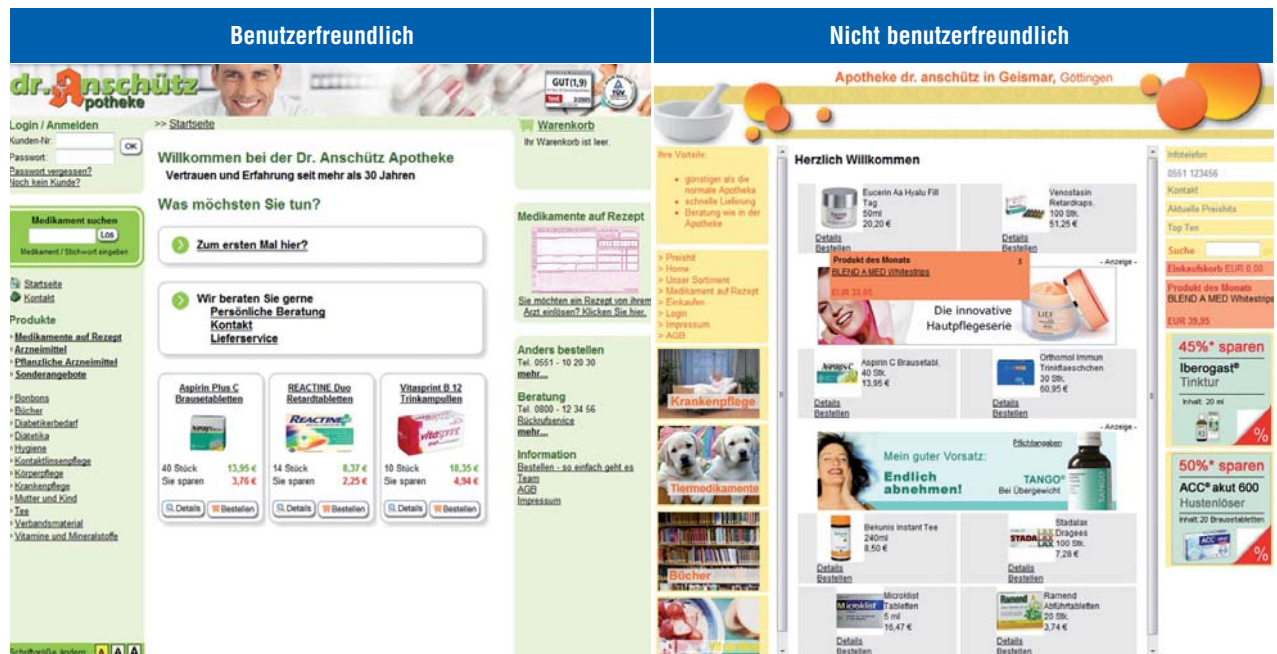 Benutzerfreundlich
dr. Anschütz
potheke
GUT(1,9)
test
TÜV
Login / Anmelden
Kunden-Nr:
OK
Passwort:
Passwort vergessen?
Noch kein Kunde?
Medikament suchen
Los
Medikament / Stichwort eingeben
Startseite
Kontakt
Produkte
Medikamente auf Rezept
Arzneimittel
Pflanzliche Arzneimittel
Sonderangebote
Bonbons
Bücher
Diabetikerbedarf
Diätetika
Hygiene
Kontaktlinsenpflege
Körperpflege
Krankenpflege
Mutter und Kind
Tee
Verbandsmaterial
Vitamine und Mineralstoffe
Schriftgröße ändern: A A A
>> Startseite
Willkommen bei der Dr. Anschütz Apotheke
Vertrauen und Erfahrung seit mehr als 30 Jahren
Was möchsten Sie tun?
Zum ersten Mal hier?
Wir beraten Sie gerne
Persönliche Beratung
Kontakt
Lieferservice
Aspirin Plus C
Brausetabletten
40 Stück 13,95 €
Sie sparen 3,76 €
Details Bestellen
REACTINE Duo
Retardtabletten
REACTINE
14 Stück 8,37 €
Sie sparen 2,25 €
Details Bestellen
Vitasprint B 12
Trinkampullen
vitasprint
10 Stück 18,35 €
Sie sparen 4,94 €
Details Bestellen
Warenkorb
Ihr Warenkorb ist leer.
Medikamente auf Rezept
Sie möchten ein Rezept von ihrem
Arzt einlösen? Klicken Sie hier.
Anders bestellen
Tel. 0551 - 10 20 30
mehr...
Beratung
Tel. 0800 - 12 34 56
Rückrufservice
mehr...
Information
Bestellen - so einfach geht es
Team
AGB
Impressum
Nicht benutzerfreundlich
Apotheke dr. anschütz in Geismar, Göttingen
Ihre Vorteile:
günstiger als die
normale Apotheke
schnelle Lieferung
Beratung wie in der
Apotheke
> Preishit
> Home
> Unser Sortiment
> Madikament auf Razept
> Einkaufen
> Login
> Impressum
> AGB
Krankenpflege
Tiermedikamente
Bücher
Herzlich Willkommen
Eucerin Aa Hyalu Fill
Tag
50ml
20,20 €
Details
Bestellen
Venostasin
Retardkaps.
100 Stk.
51,25 €
Details
Bestellen
Produkt des Monats
BLEND A MED Whitestrips
EUR 39,95
- Anzeige -
Die innovative
Hautpflegeserie
LIEF
Aspirin C Brausetabl.
40 Stk.
13,95 €
Details
Bestellen
Orthomol Immun
Trinflaeschchen
30 Stk.
60,95 €
Details
Bestellen
- Anzeige -
Pflichtangaben
Mein guter Vorsatz:
Endlich
abnehmen!
TANGO®
Bei Übergewicht
TANGO
Bekunis Instant Tee
240ml
8,50 €
Details
Bestellen
Stadalax
Dragees
100 Stk.
7,28 €
Details
Bestellen
Microklist
Tabletten
5 ml
16,47 €
Details
Bestellen
Ramend
Abführtabletten
20 Stk.
3,74 €
Details
Bestellen
Infotelefon
0551 123456
Kontakt
Aktuelle Preishits
Top Ten
Suche
Einkaufskorb EUR 0,00
Produkt des Monats
BLEND A MED Whitestrips
EUR 39,95
45%* sparen
Iberogast®
Tinktur
Inhalt: 20 ml
%
50%* sparen
ACC® akut 600
Hustenlöser
Inhalt: 20 Brausetabletten
%